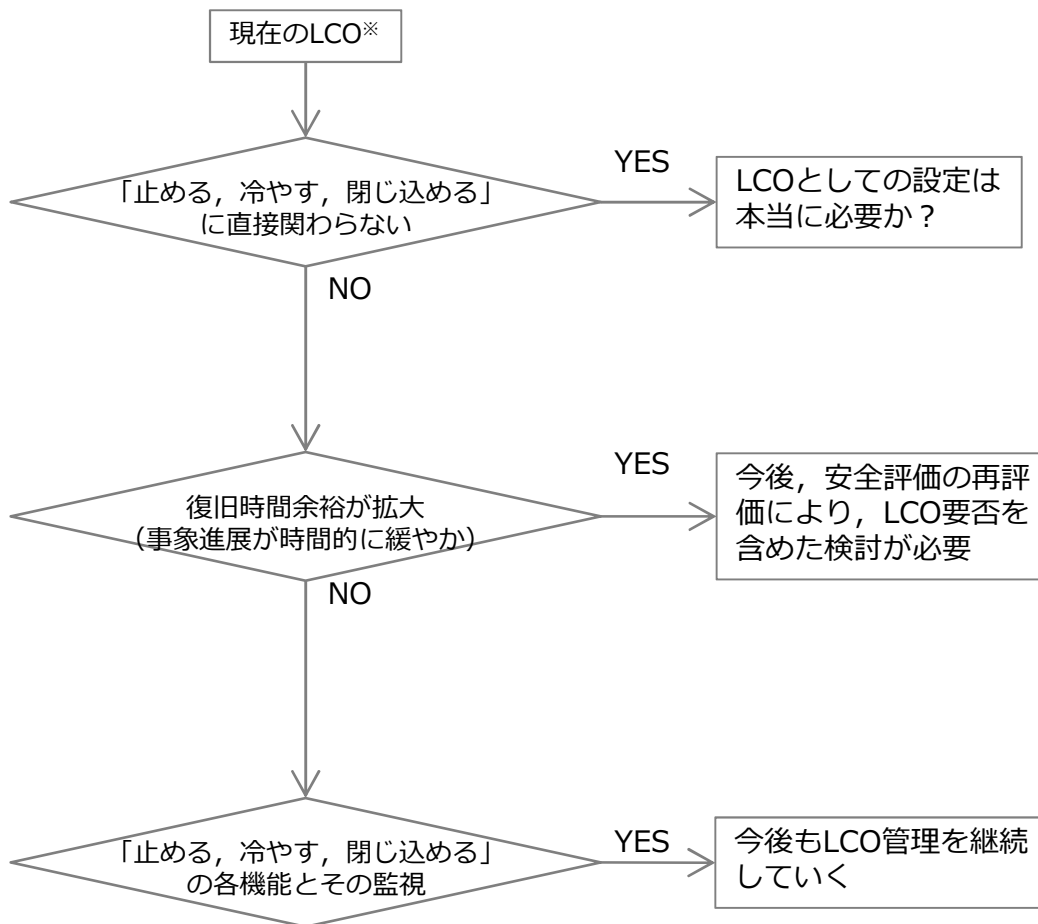 現在のLCO※
「止める，冷やす，閉じ込める」
に直接関わらない
YES
LCOとしての設定は
本当に必要か？
NO
復旧時間余裕が拡大
（事象進展が時間的に緩やか）
YES
今後，安全評価の再評
価により，LCO要否を
含めた検討が必要
NO
「止める，冷やす，閉じ込める」
の各機能とその監視
YES
今後もLCO管理を継続
していく